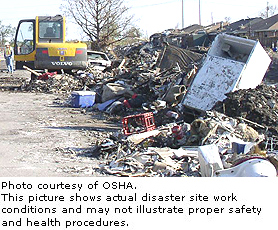 VOLVO
Photo courtesy of OSHA.
This picture shows actual disaster site work
conditions and may not illustrate proper safety
and health procedures.